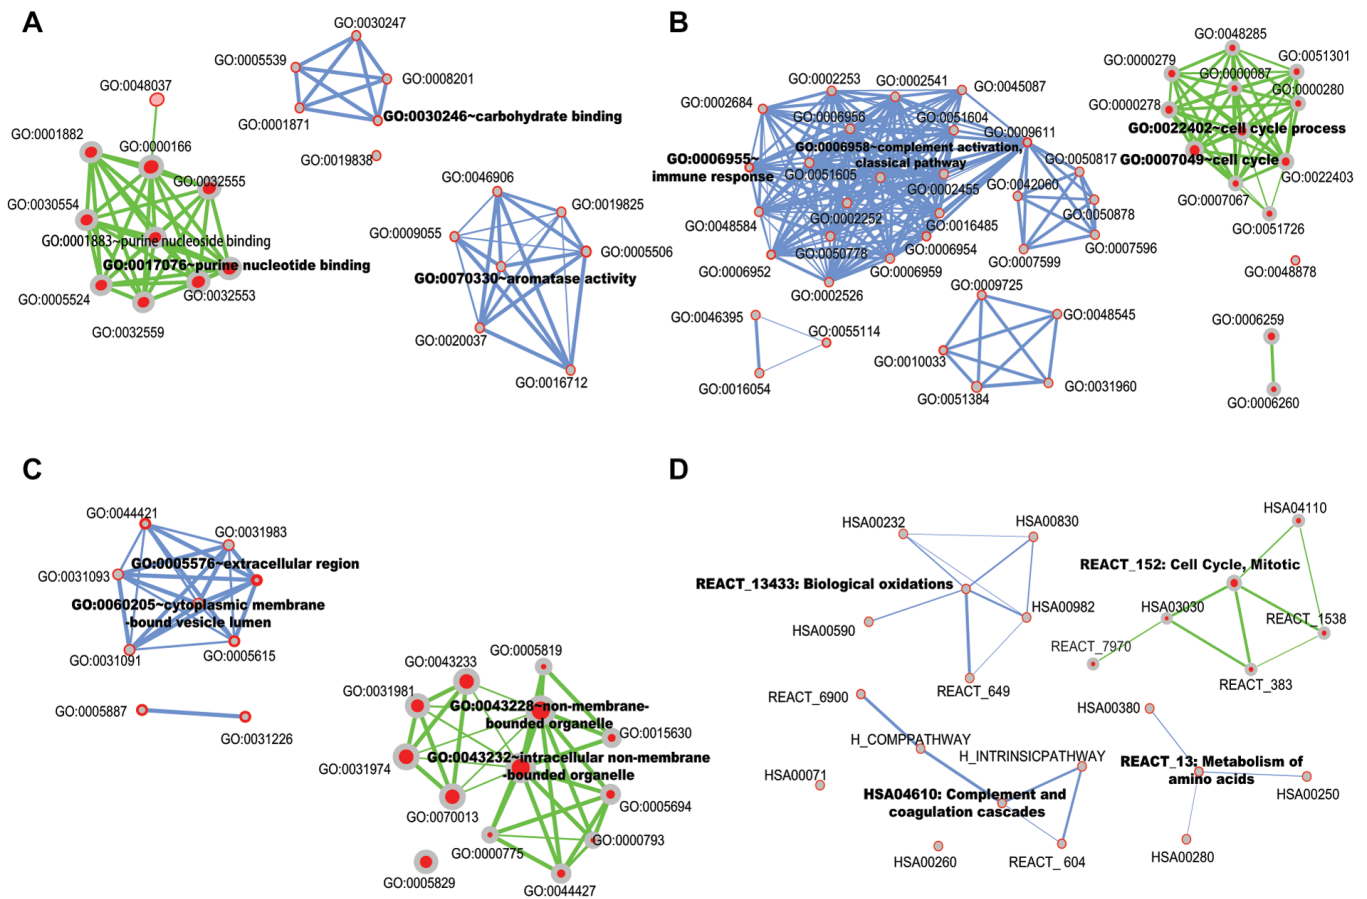 A
GO:0030247
GO:0005539
GO:0008201
GO:0048037
GO:0001871
GO:0030246~carbohydrate binding
GO:0001882
GO:0000166
GO:0019838
GO:0032555
GO:0046906
GO:0030554
GO:0019825
GO:0009055
GO:0001883~purine nucleoside binding
GO:0005506
GO:0017076~purine nucleotide binding
GO:0070330~aromatase activity
GO:0005524
GO:0032553
GO:0032559
GO:0020037
GO:0016712
B
GO:0048285
GO:0000279
GO:0051301
GO:0000087
GO:0002253
GO:0002541
GO:0045087
GO:0000280
GO:0002684
GO:0000278
GO:0006956
GO:0051604
GO:0022402~cell cycle process
GO:0009611
GO:0006958~complement activation,
classical pathway
GO:0006955~
immune response
GO:0050817
GO:0007049~cell cycle
GO:0051605
GO:0002455
GO:0042060
GO:0022403
GO:0007067
GO:0002252
GO:0050878
GO:0048584
GO:0016485
GO:0051726
GO:0050778
GO:0006954
GO:0007596
GO:0006952
GO:0006959
GO:0007599
GO:0048878
GO:0002526
GO:0009725
GO:0046395
GO:0055114
GO:0048545
GO:0006259
GO:0010033
GO:0016054
GO:0031960
GO:0051384
GO:0006260
C
GO:0044421
GO:0031983
GO:0005576~extracellular region
GO:0031093
GO:0060205~cytoplasmic membrane
-bound vesicle lumen
GO:0031091
GO:0005615
GO:0005887
GO:0031226
GO:0005819
GO:0043233
GO:0031981
GO:0043228~non-membrane-
bounded organelle
GO:0015630
GO:0043232~intracellular non-membrane
-bounded organelle
GO:0031974
GO:0005694
GO:0070013
GO:0000793
GO:0000775
GO:0005829
GO:0044427
D
HSA00232
HSA00830
HSA04110
REACT_13433: Biological oxidations
REACT_152: Cell Cycle, Mitotic
HSA00982
HSA03030
REACT_1538
HSA00590
REACT_7970
REACT_649
REACT_383
REACT_6900
HSA00380
H_COMPPATHWAY
H_INTRINSICPATHWAY
REACT_13: Metabolism of
amino acids
HSA00071
HSA04610: Complement and
coagulation cascades
HSA00250
HSA00260
REACT_604
HSA00280